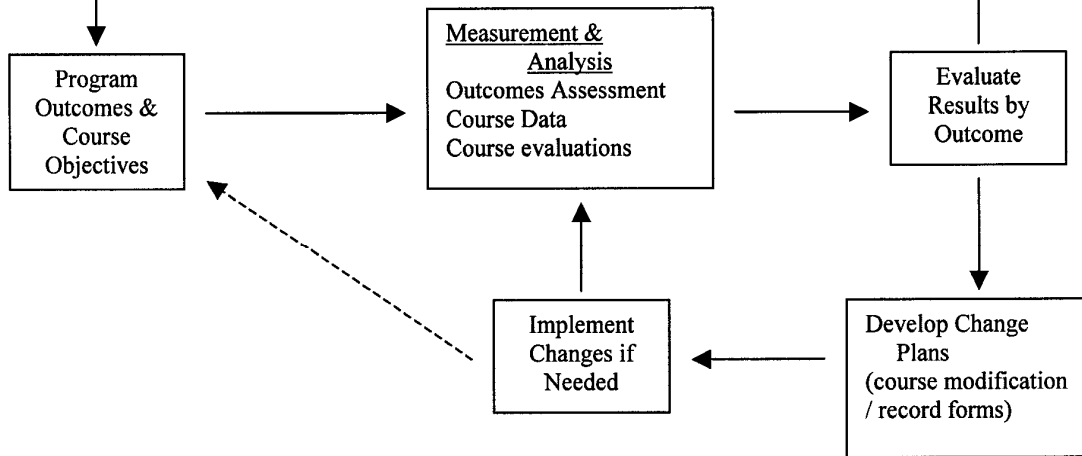 Program
Outcomes &
Course
Objectives
Measurement &
Analysis
Outcomes Assessment
Course Data
Course evaluations
Evaluate
Results by
Outcome
Implement
Changes if
Needed
Develop Change
Plans
(course modification
/ record forms)